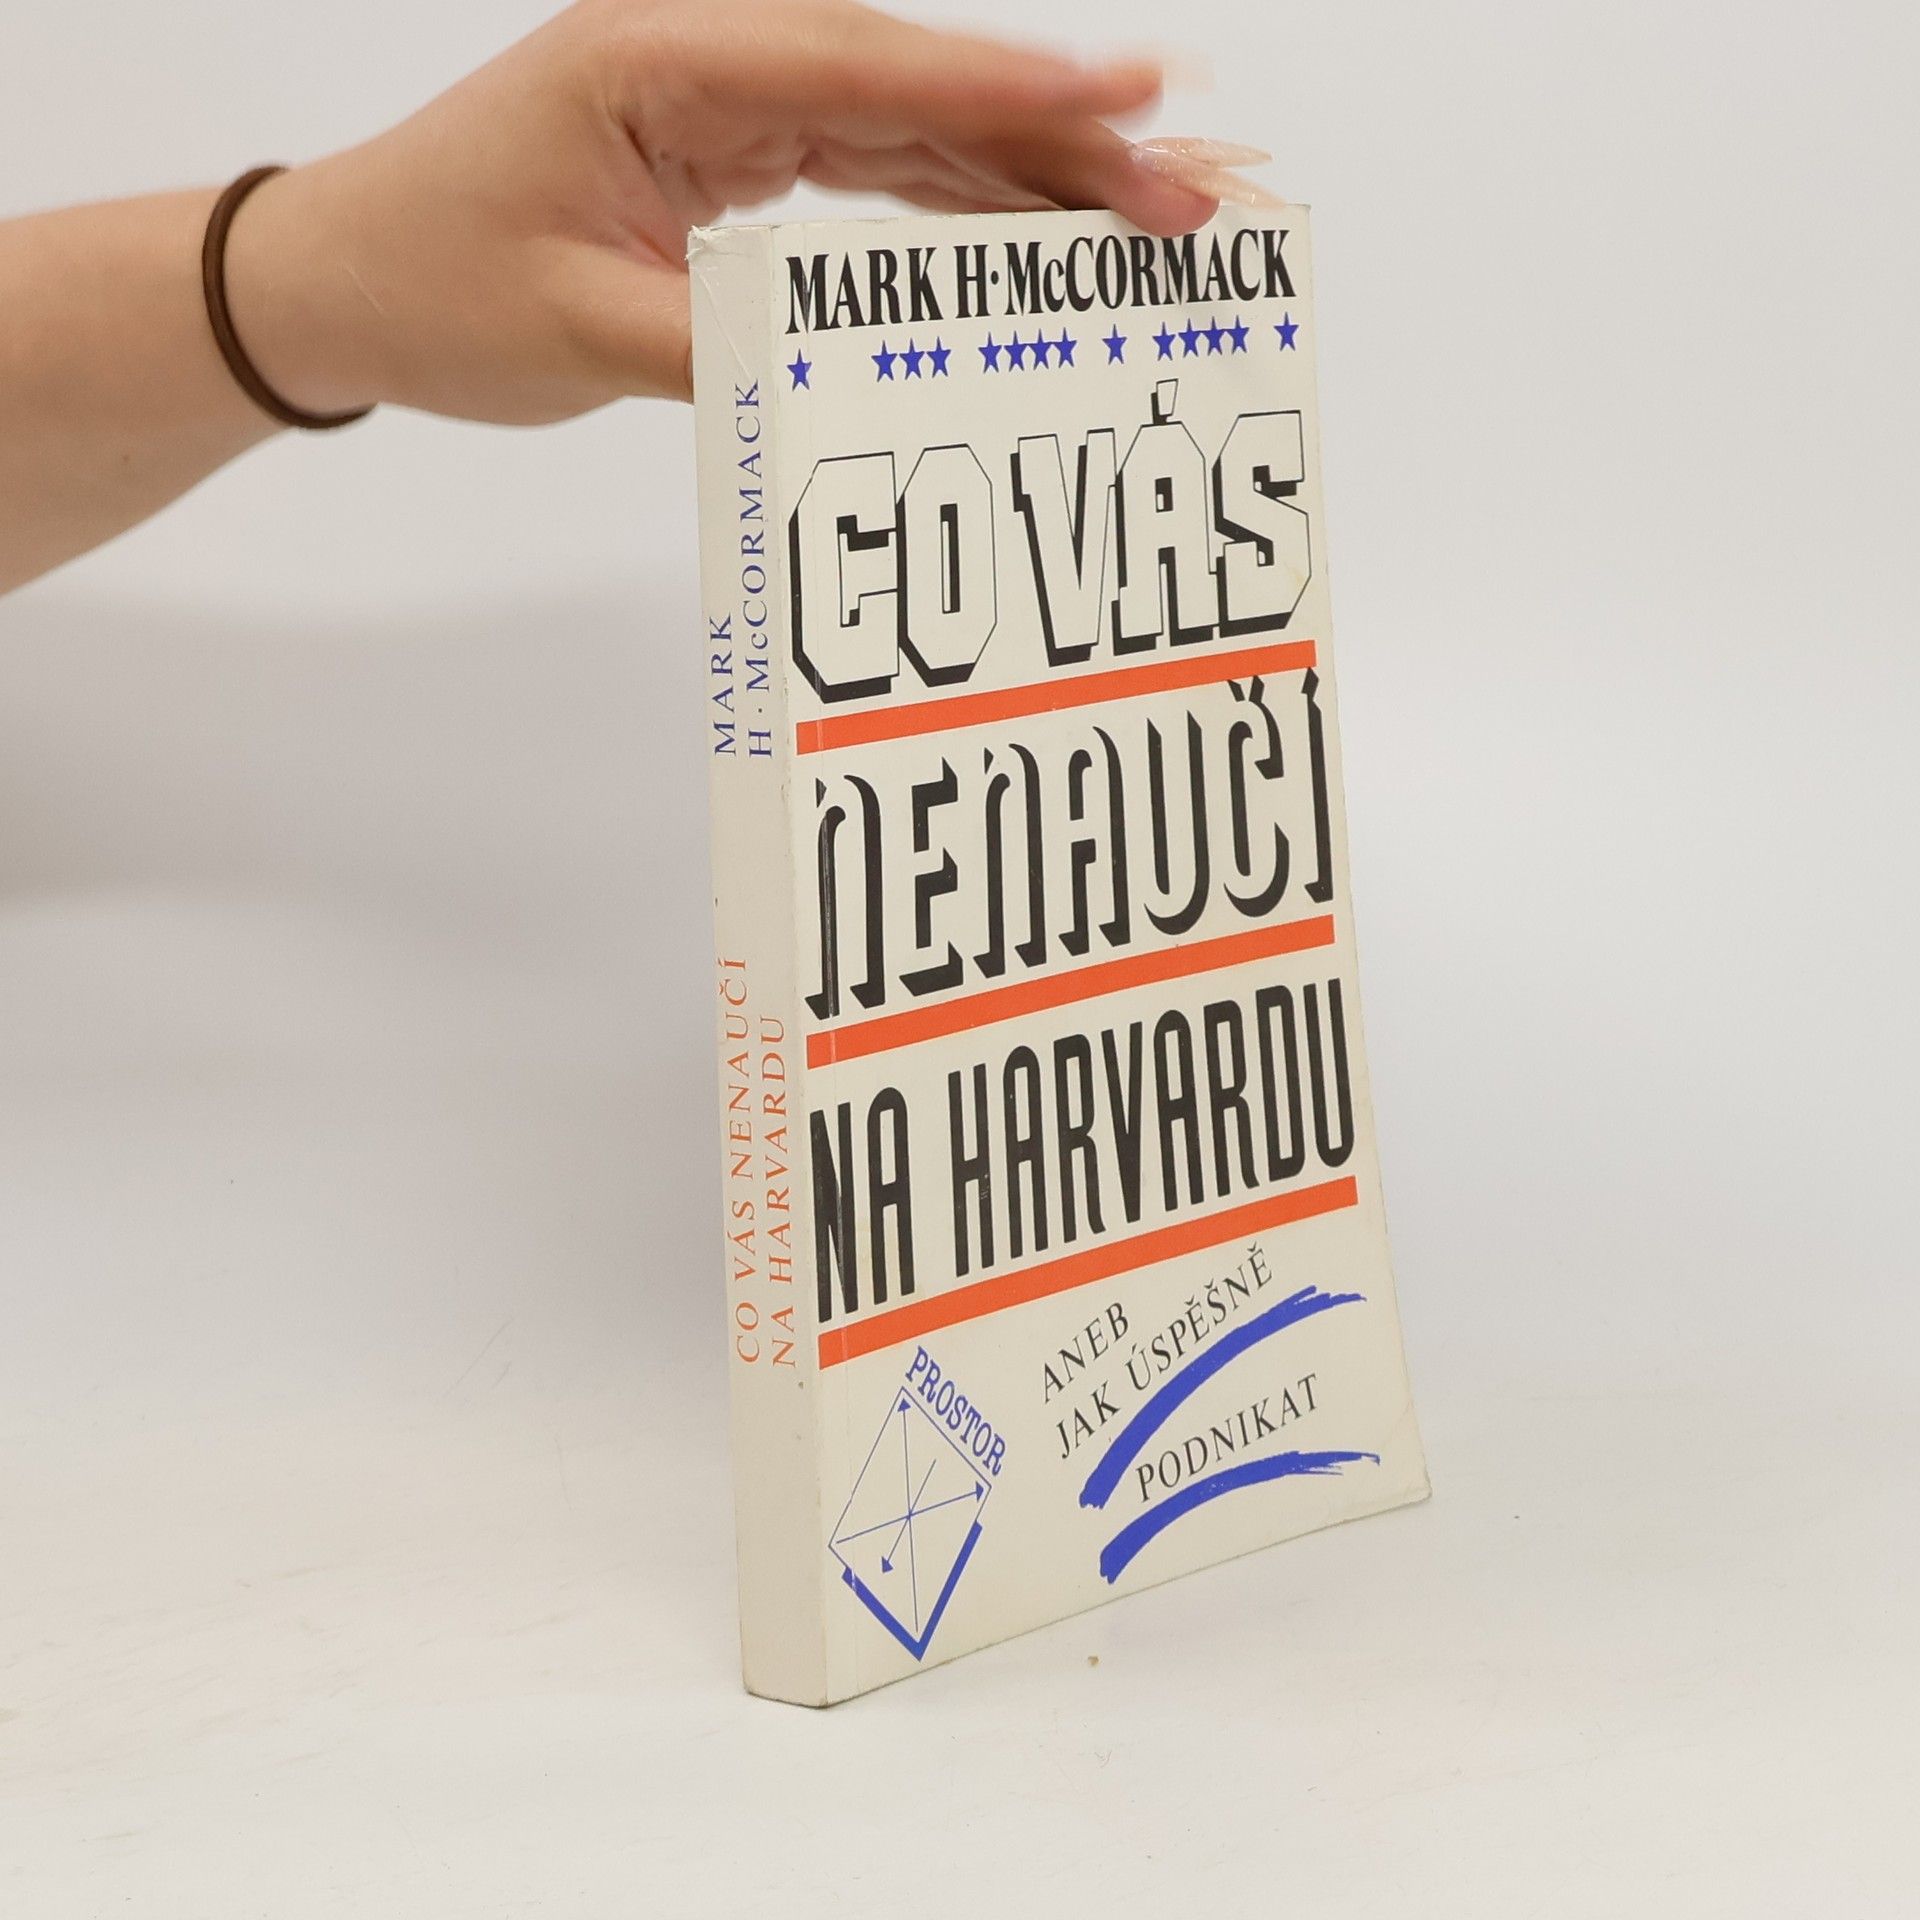 MARK H·McCORMACK
CO VÁS
NENAUČÍ
NA HARVARDU
ANEB
JAK ÚSPĚŠNĚ
PODNIKAT
PROSTOR
MARK
H·McCORMACK
CO VÁS NENAUČÍ
NA HARVARDU